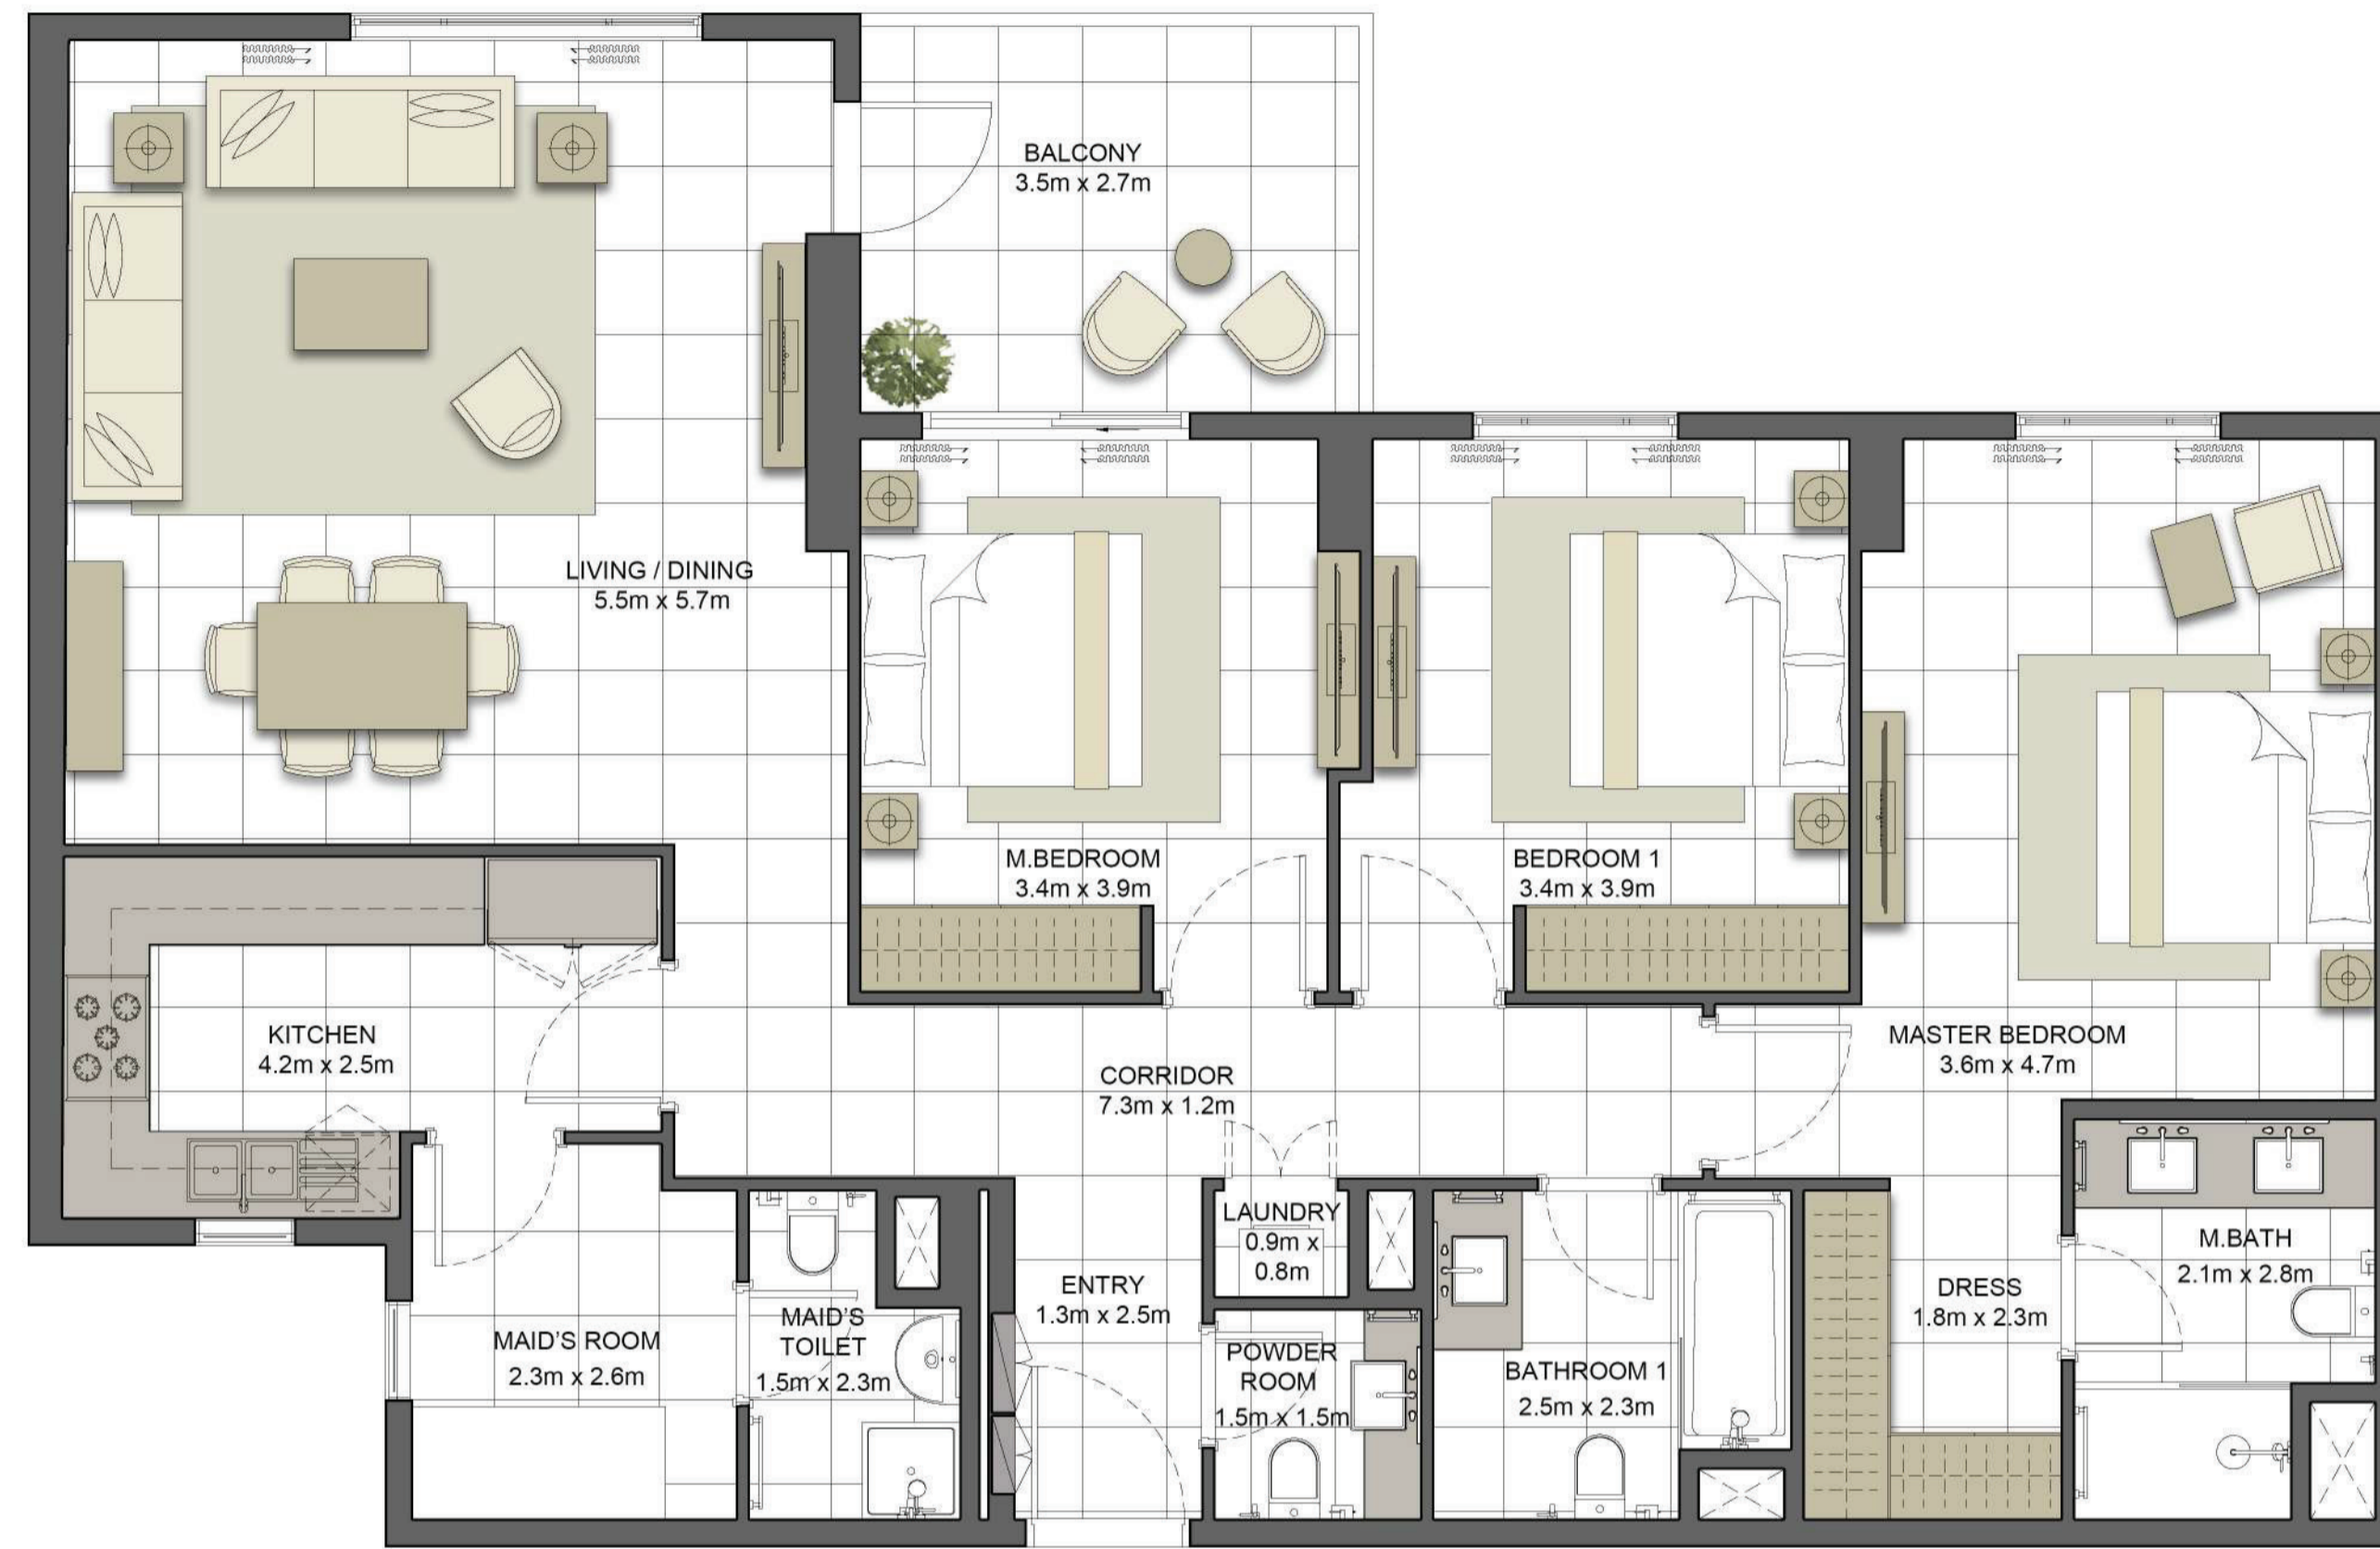 BALCONY
3.5m x 2.7m
LIVING / DINING
5.5m x 5.7m
M.BEDROOM
3.4m x 3.9m
BEDROOM 1
3.4m x 3.9m
KITCHEN
4.2m x 2.5m
MASTER BEDROOM
3.6m x 4.7m
CORRIDOR
7.3m x 1.2m
LAUNDRY
0.9m x
0.8m
M.BATH
2.1m x 2.8m
ENTRY
1.3m x 2.5m
DRESS
1.8m x 2.3m
MAID'S ROOM
2.3m x 2.6m
MAID'S
TOILET
1.5m x 2.3m
POWDER
ROOM
1.5m x 1.5m
BATHROOM 1
2.5m x 2.3m